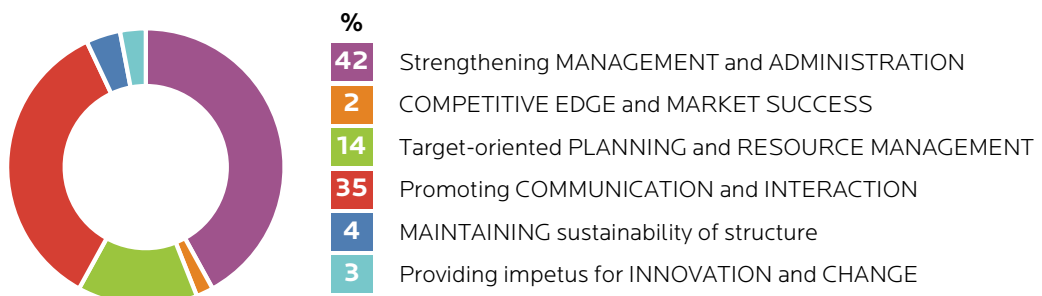 %
42 Strengthening MANAGEMENT and ADMINISTRATION
2 COMPETITIVE EDGE and MARKET SUCCESS
14 Target-oriented PLANNING and RESOURCE MANAGEMENT
35 Promoting COMMUNICATION and INTERACTION
4 MAINTAINING sustainability of structure
3 Providing impetus for INNOVATION and CHANGE